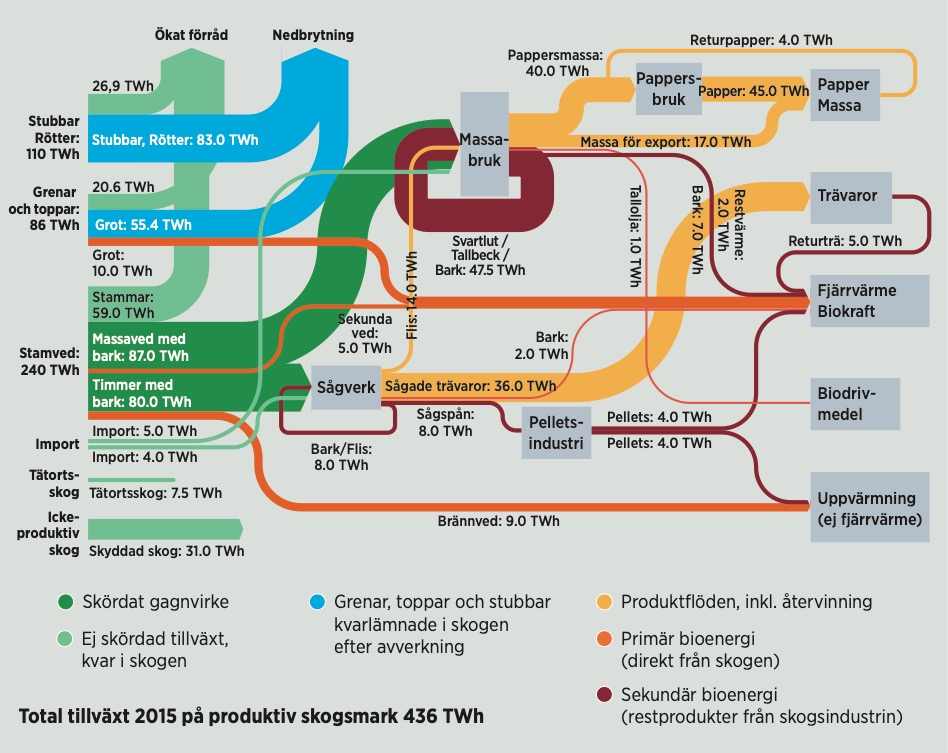 Ökat förråd
Nedbrytning
26,9 TWh
Stubbar
Rötter:
110 TWh
Stubbar, Rötter: 83.0 TWh
20.6 TWh
Grenar
och toppar:
86 TWh
Grot: 55.4 TWh
Grot:
10.0 TWh
Stammar:
59.0 TWh
Stamved:
240 TWh
Massaved med
bark: 87.0 TWh
Timmer med
bark: 80.0 TWh
Import
Import: 5.0 TWh
Import: 4.0 TWh
Tätorts-
skog
Tätortsskog: 7.5 TWh
Icke-
produktiv
skog
Skyddad skog: 31.0 TWh
Massa-
bruk
Svartlut /
Tallbeck /
Bark: 47.5 TWh
Flis: 14.0 TWh
Sekunda
ved:
5.0 TWh
Sågverk
Sågade trävaror: 36.0 TWh
Bark/Flis:
8.0 TWh
Sågspån:
8.0 TWh
Bark:
2.0 TWh
Pellets-
industri
Pellets: 4.0 TWh
Pellets: 4.0 TWh
Brännved: 9.0 TWh
Pappersmassa:
40.0 TWh
Returpapper: 4.0 TWh
Pappers-
bruk
Papper: 45.0 TWh
Papper
Massa
Massa för export: 17.0 TWh
Tallolja: 1.0 TWh
Bark: 7.0 TWh
Restvärme:
2.0 TWh
Trävaror
Returträ: 5.0 TWh
Fjärrvärme
Biokraft
Biodriv-
medel
Uppvärmning
(ej fjärrvärme)
Skördat gagnvirke
Ej skördad tillväxt,
kvar i skogen
Grenar, toppar och stubbar
kvarlämnade i skogen
efter avverkning
Produktflöden, inkl. återvinning
Primär bioenergi
(direkt från skogen)
Sekundär bioenergi
(restprodukter från skogsindustrin)
Total tillväxt 2015 på produktiv skogsmark 436 TWh